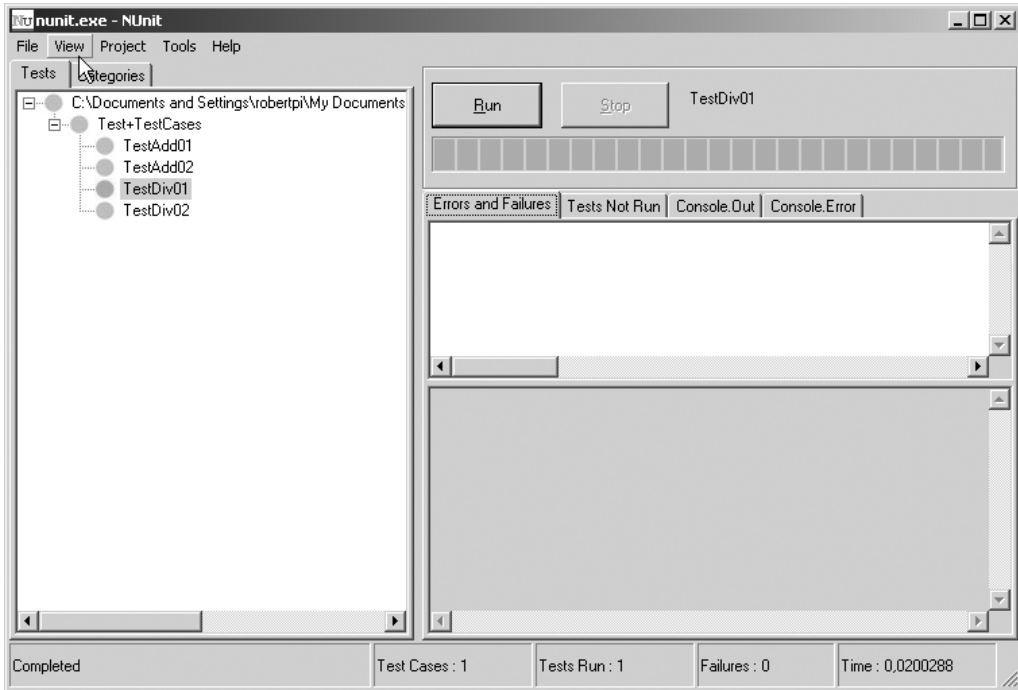 nunit.exe - NUnit
File View Project Tools Help
Tests Categories
C:\Documents and Settings\robertpi\My Documents
Test+TestCases
TestAdd01
TestAdd02
TestDiv01
TestDiv02
Run Stop TestDiv01
Errors and Failures Tests Not Run Console.Out Console.Error
Completed Test Cases : 1 Tests Run : 1 Failures : 0 Time : 0,0200288